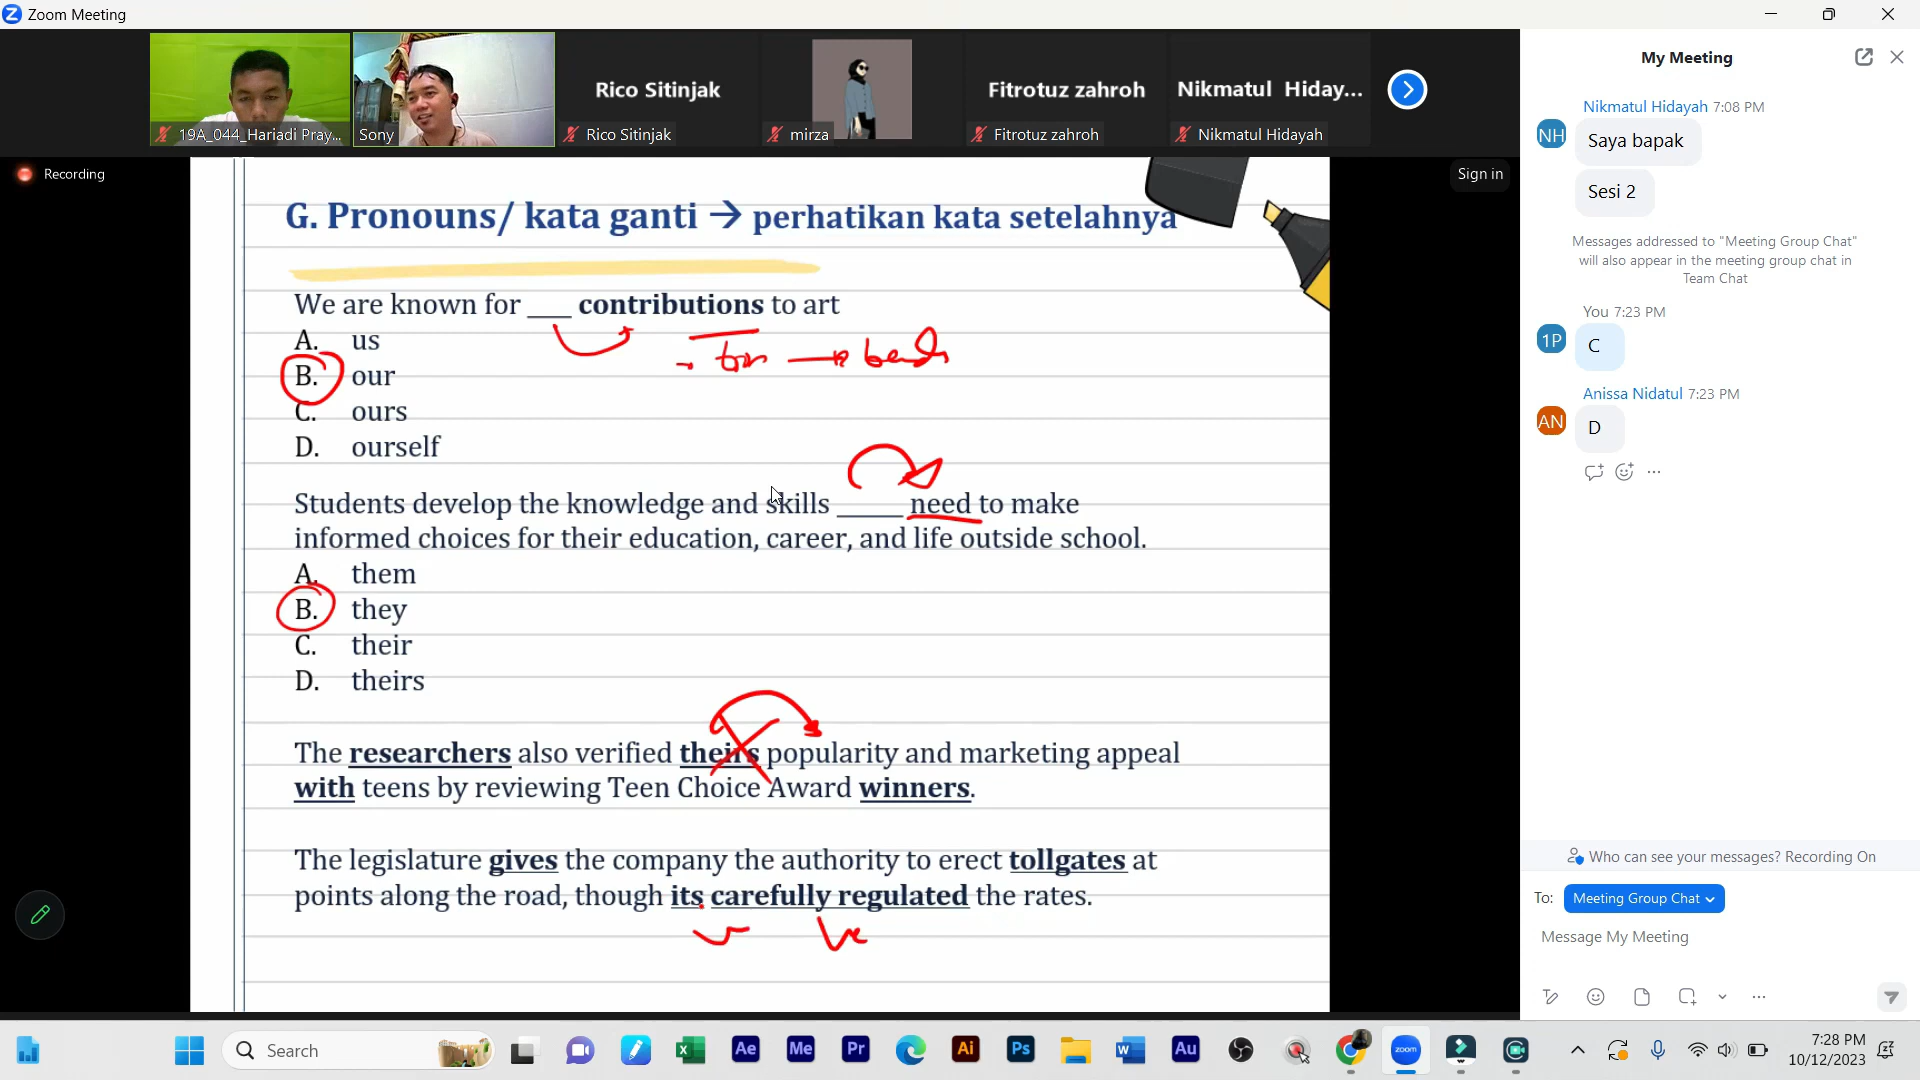 Zoom Meeting
Rico Sitinjak
Fitrotuz zahroh
Nikmatul Hiday...
19A_044_Hariadi Pray...
Sony
Rico Sitinjak
mirza
Fitrotuz zahroh
Nikmatul Hidayah
Recording
Sign in
G. Pronouns/ kata ganti → perhatikan kata setelahnya
We are known for ____ contributions to art
A. us
B. our
C. ours
D. ourself
Students develop the knowledge and skills _____ need to make
informed choices for their education, career, and life outside school.
A. them
B. they
C. their
D. theirs
The researchers also verified theirs popularity and marketing appeal
with teens by reviewing Teen Choice Award winners.
The legislature gives the company the authority to erect tollgates at
points along the road, though its carefully regulated the rates.
My Meeting
Nikmatul Hidayah 7:08 PM
NH
Saya bapak
Sesi 2
Messages addressed to "Meeting Group Chat"
will also appear in the meeting group chat in
Team Chat
You 7:23 PM
1P
C
Anissa Nidatul 7:23 PM
AN
D
Who can see your messages? Recording On
To: Meeting Group Chat
Message My Meeting
Search
Ae
Me
Pr
Ai
Ps
Au
zoom
7:28 PM
10/12/2023